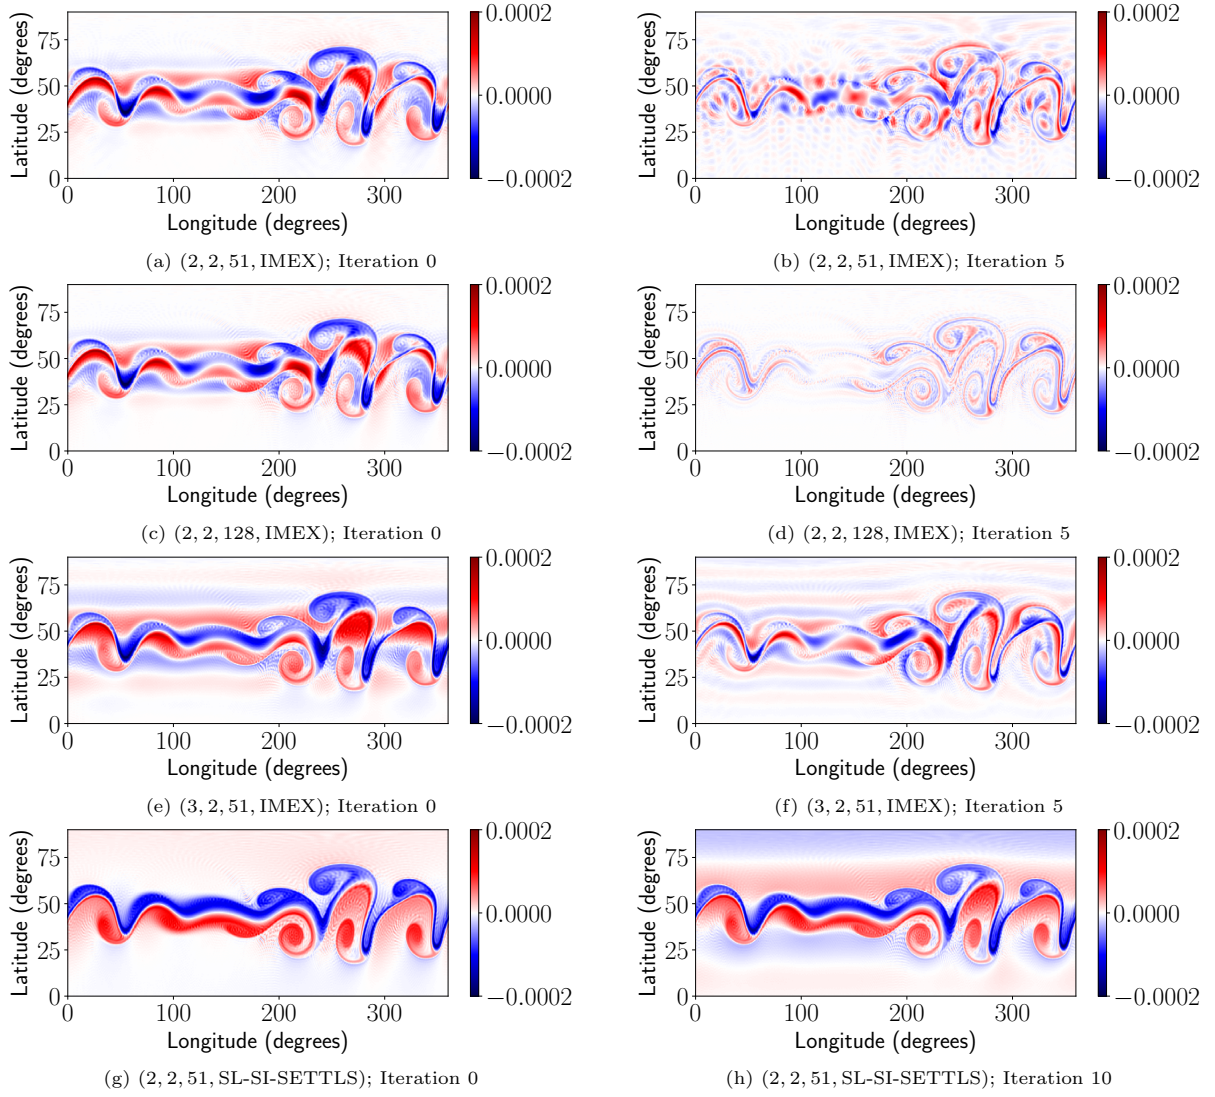 0.0002
0.0000
−0.0002
75
50
25
0
0 100 200 300
Latitude (degrees)
Longitude (degrees)
(a) (2, 2, 51, IMEX); Iteration 0
0.0002
0.0000
−0.0002
75
50
25
0
0 100 200 300
Latitude (degrees)
Longitude (degrees)
(b) (2, 2, 51, IMEX); Iteration 5
0.0002
0.0000
−0.0002
75
50
25
0
0 100 200 300
Latitude (degrees)
Longitude (degrees)
(c) (2, 2, 128, IMEX); Iteration 0
0.0002
0.0000
−0.0002
75
50
25
0
0 100 200 300
Latitude (degrees)
Longitude (degrees)
(d) (2, 2, 128, IMEX); Iteration 5
0.0002
0.0000
−0.0002
75
50
25
0
0 100 200 300
Latitude (degrees)
Longitude (degrees)
(e) (3, 2, 51, IMEX); Iteration 0
0.0002
0.0000
−0.0002
75
50
25
0
0 100 200 300
Latitude (degrees)
Longitude (degrees)
(f) (3, 2, 51, IMEX); Iteration 5
0.0002
0.0000
−0.0002
75
50
25
0
0 100 200 300
Latitude (degrees)
Longitude (degrees)
(g) (2, 2, 51, SL-SI-SETTLS); Iteration 0
0.0002
0.0000
−0.0002
75
50
25
0
0 100 200 300
Latitude (degrees)
Longitude (degrees)
(h) (2, 2, 51, SL-SI-SETTLS); Iteration 10